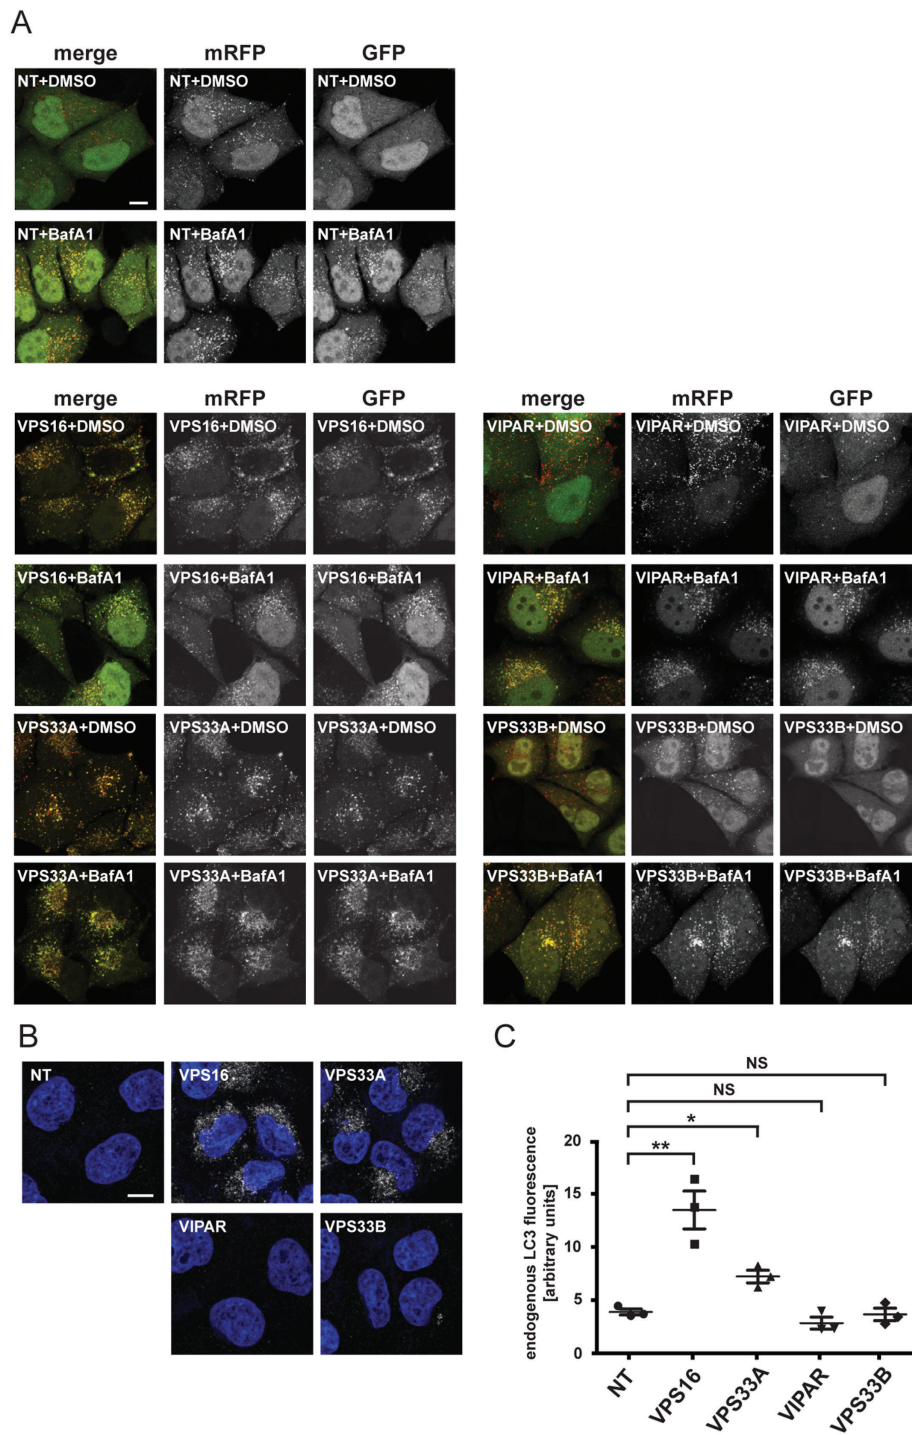 A
merge mRFP GFP
NT+DMSO NT+DMSO NT+DMSO
NT+BafA1 NT+BafA1 NT+BafA1
merge mRFP GFP
VPS16+DMSO VPS16+DMSO VPS16+DMSO
VPS16+BafA1 VPS16+BafA1 VPS16+BafA1
VPS33A+DMSO VPS33A+DMSO VPS33A+DMSO
VPS33A+BafA1 VPS33A+BafA1 VPS33A+BafA1
merge mRFP GFP
VIPAR+DMSO VIPAR+DMSO VIPAR+DMSO
VIPAR+BafA1 VIPAR+BafA1 VIPAR+BafA1
VPS33B+DMSO VPS33B+DMSO VPS33B+DMSO
VPS33B+BafA1 VPS33B+BafA1 VPS33B+BafA1
B
NT VPS16 VPS33A
VIPAR VPS33B
C
NS
NS
*
**
endogenous LC3 fluorescence
[arbitrary units]
20
15
10
5
0
NT VPS16 VPS33A VIPAR VPS33B